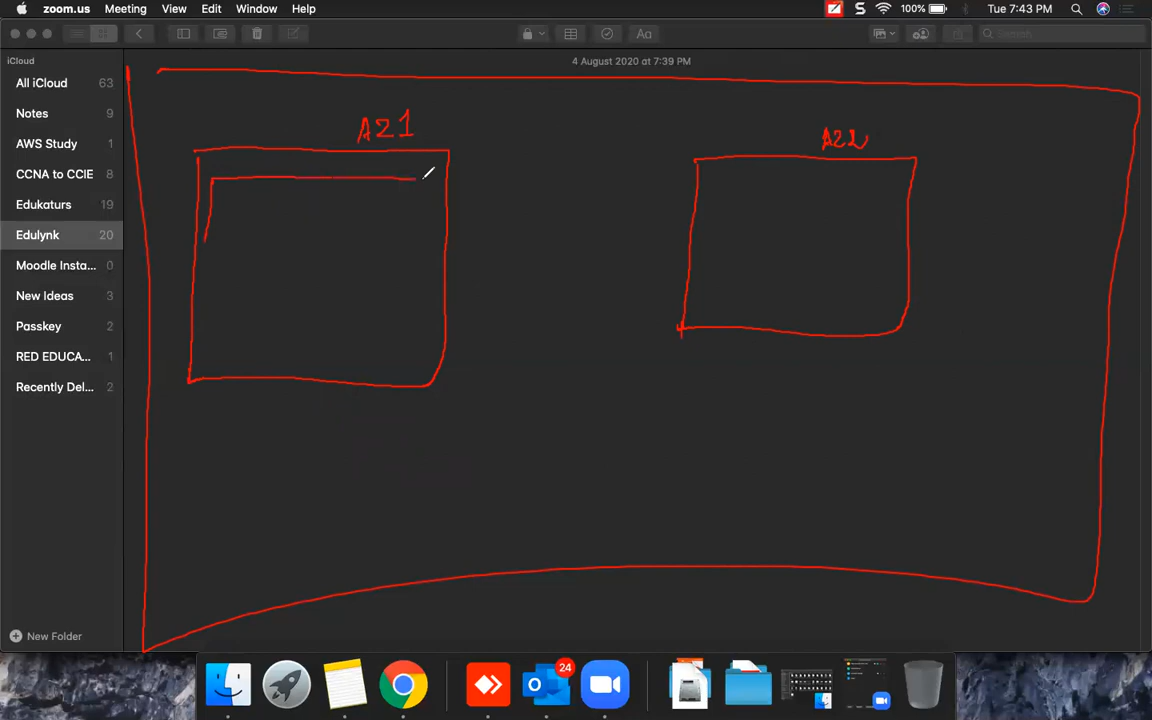 zoom.us Meeting View Edit Window Help 100% Tue 7:43 PM
Aa Search
iCloud
4 August 2020 at 7:39 PM
All iCloud 63
Notes 9
AWS Study 1
CCNA to CCIE 8
Edukaturs 19
Edulynk 20
Moodle Insta... 0
New Ideas 3
Passkey 2
RED EDUCA... 1
Recently Del... 2
AZ1
AZ2
New Folder
24